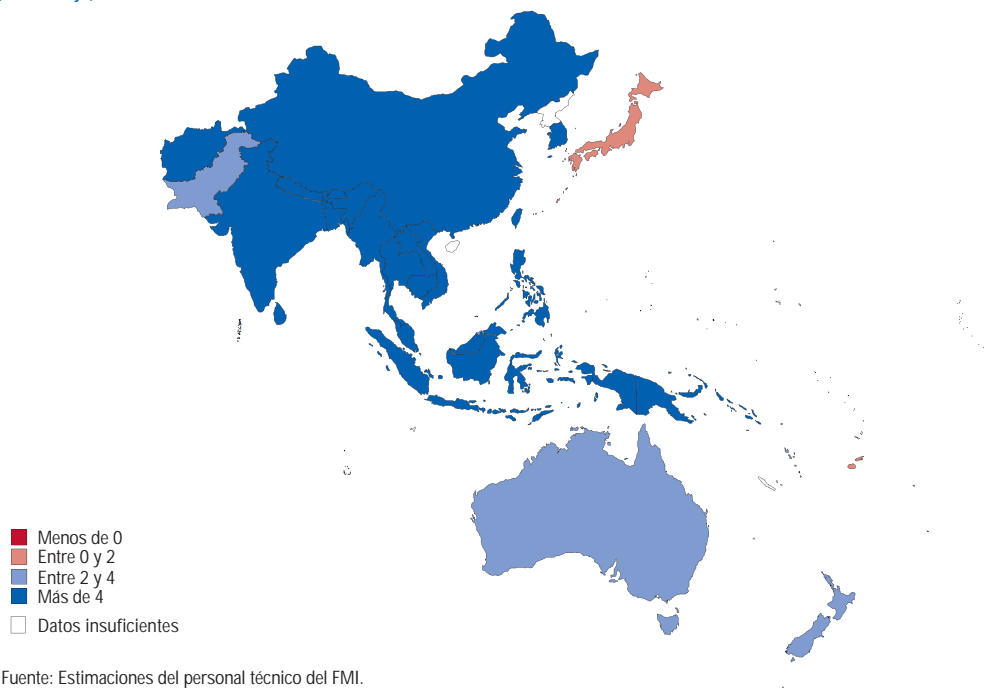 Menos de 0
Entre 0 y 2
Entre 2 y 4
Más de 4
Datos insuficientes
Fuente: Estimaciones del personal técnico del FMI.